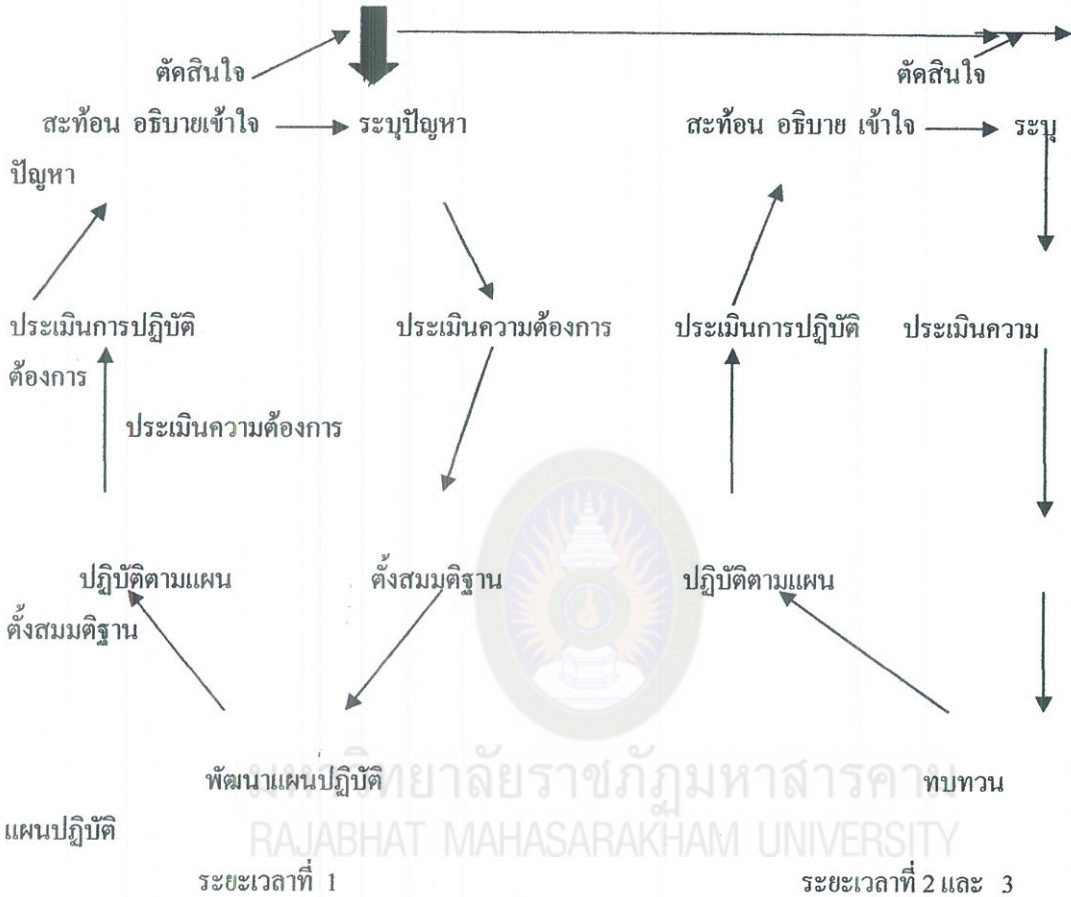 ตัดสินใจ ตัดสินใจ
สะท้อน อธิบายเข้าใจ ระบุปัญหา สะท้อน อธิบาย เข้าใจ ระบุ
ปัญหา
ประเมินการปฏิบัติ ประเมินความต้องการ ประเมินการปฏิบัติ ประเมินความ
ต้องการ
ประเมินความต้องการ
ปฏิบัติตามแผน ตั้งสมมติฐาน ปฏิบัติตามแผน
ตั้งสมมติฐาน
พัฒนาแผนปฏิบัติ ทบทวน
มหาวิทยาลัยราชภัฏมหาสารคาม
แผนปฏิบัติ
RAJABHAT MAHASARAKHAM UNIVERSITY
ระยะเวลาที่ 1 ระยะเวลาที่ 2 และ 3